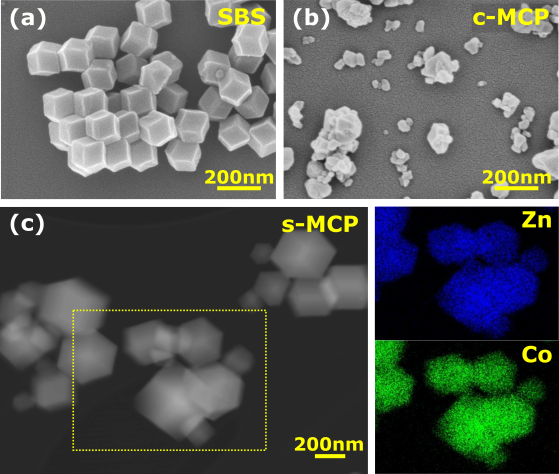 (a) SBS
200nm
(b) c-MCP
200nm
(c) s-MCP
200nm
Zn
Co